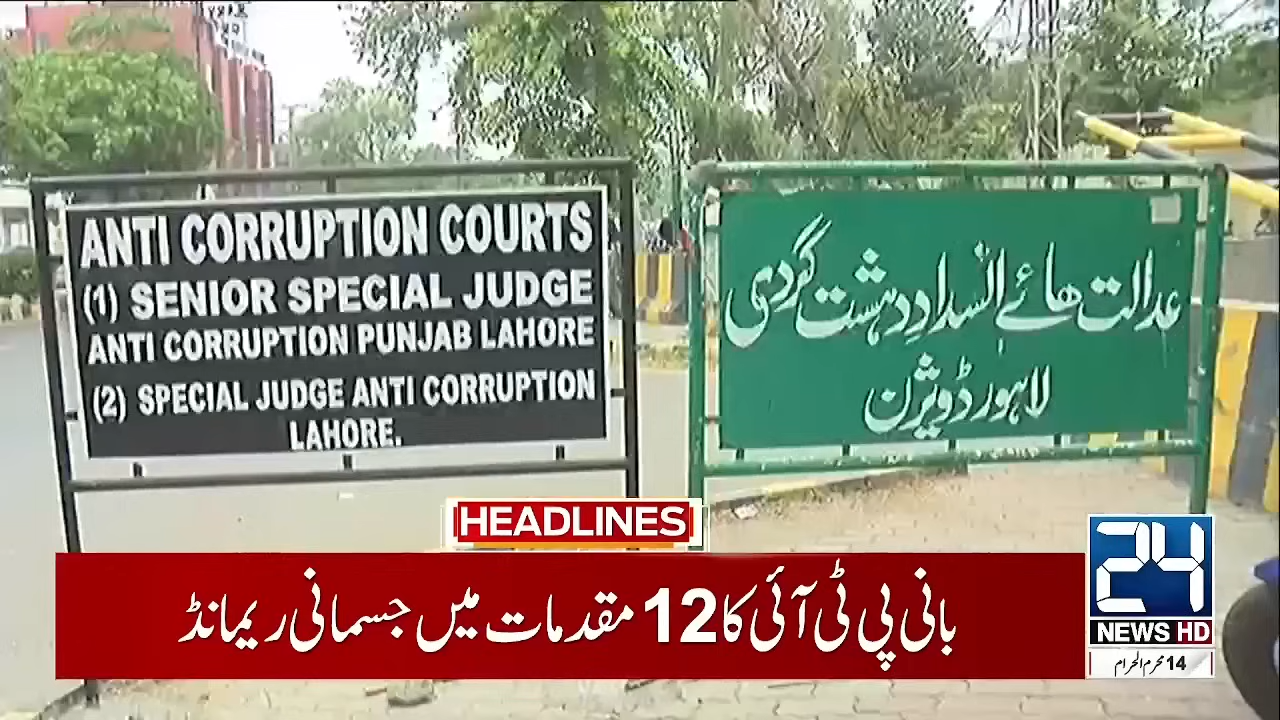 ANTI CORRUPTION COURTS
(1) SENIOR SPECIAL JUDGE
ANTI CORRUPTION PUNJAB LAHORE
(2) SPECIAL JUDGE ANTI CORRUPTION
LAHORE.
عدالت ھائے انسداد دہشت گردی
لاہور ڈویژن
HEADLINES
بانی پی ٹی آئی کا 12 مقدمات میں جسمانی ریمانڈ
24
NEWS HD
14 محرم الحرام